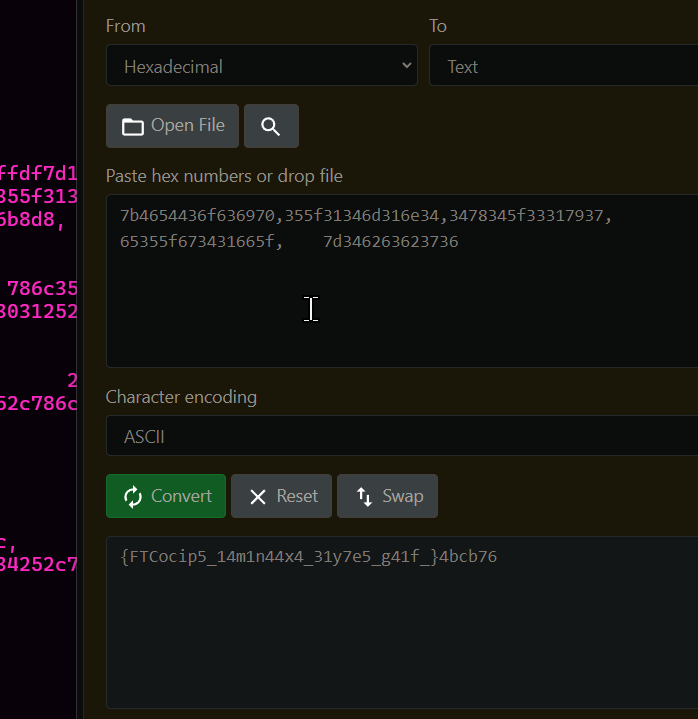 From
To
Hexadecimal
Text
Open File
Paste hex numbers or drop file
ffdf7d1
355f313
6b8d8,
7b4654436f636970,355f31346d316e34,3478345f33317937,
65355f673431665f,    7d346263623736
786c35
3031252
2
52c786c
Character encoding
ASCII
Convert
Reset
Swap
c,
34252c7
{FTCocip5_14m1n44x4_31y7e5_g41f_}4bcb76